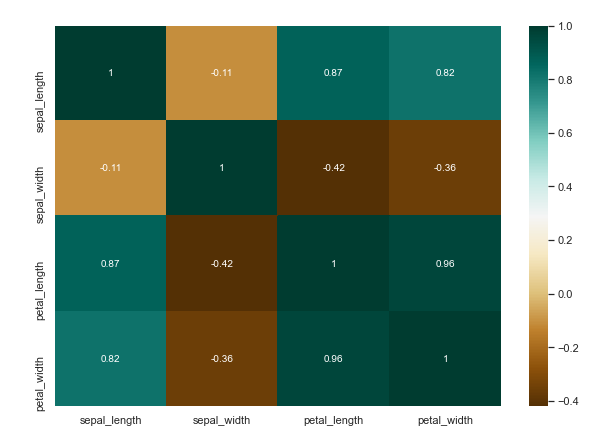 sepal_length 1 -0.11 0.87 0.82
sepal_width -0.11 1 -0.42 -0.36
petal_length 0.87 -0.42 1 0.96
petal_width 0.82 -0.36 0.96 1
sepal_length sepal_width petal_length petal_width
1.0
0.8
0.6
0.4
0.2
0.0
−0.2
−0.4